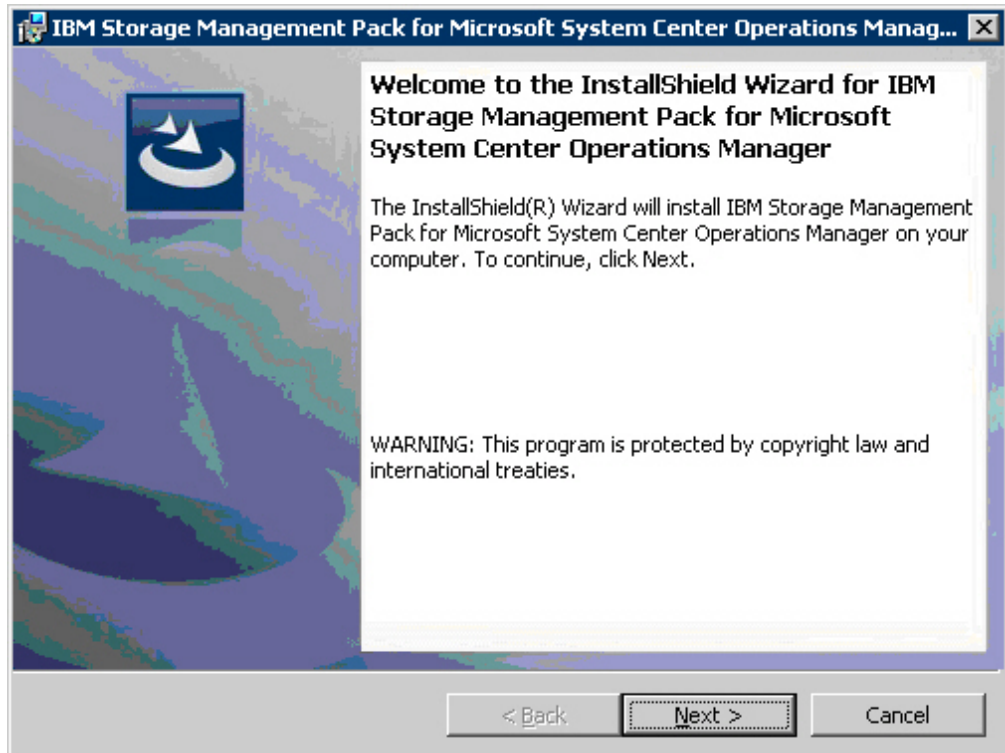 IBM Storage Management Pack for Microsoft System Center Operations Manag...
Welcome to the InstallShield Wizard for IBM
Storage Management Pack for Microsoft
System Center Operations Manager
The InstallShield(R) Wizard will install IBM Storage Management
Pack for Microsoft System Center Operations Manager on your
computer. To continue, click Next.
WARNING: This program is protected by copyright law and
international treaties.
< Back
Next >
Cancel